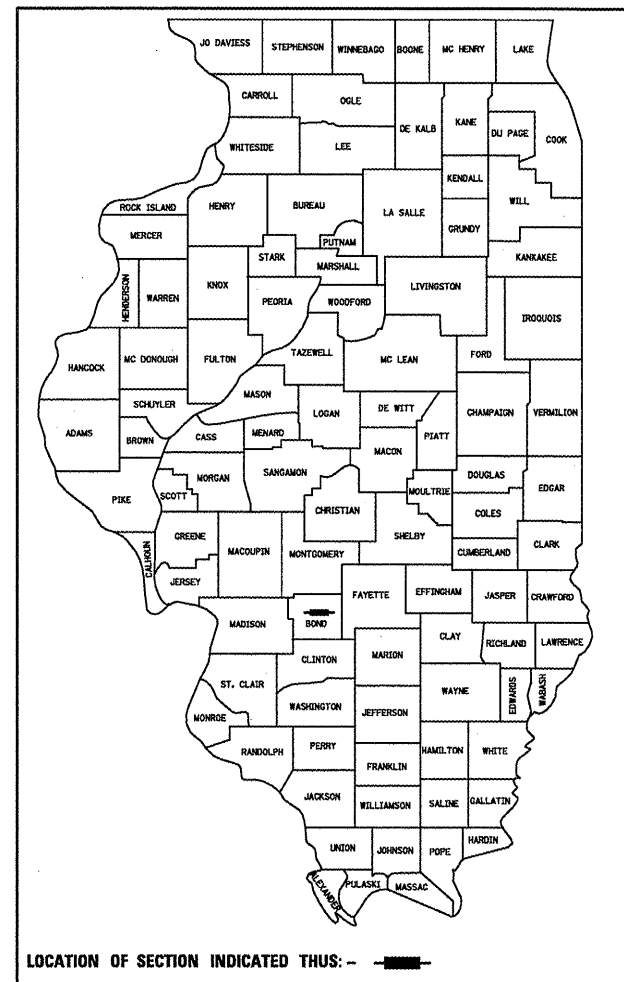 JO DAVIESS STEPHENSON WINNEBAGO BOONE MC HENRY LAKE
CARROLL OGLE DE KALB KANE DU PAGE COOK
WHITESIDE LEE KENDALL WILL
ROCK ISLAND HENRY BUREAU LA SALLE GRUNDY
MERCER PUTNAM KANKAKEE
STARK MARSHALL
HENDERSON WARREN KNOX PEORIA WOODFORD LIVINGSTON IROQUOIS
HANCOCK MC DONOUGH FULTON TAZEWELL MC LEAN FORD
MASON
SCHUYLER LOGAN DE WITT CHAMPAIGN VERMILION
ADAMS BROWN CASS MENARD MACON PIATT
MORGAN SANGAMON DOUGLAS EDGAR
PIKE SCOTT CHRISTIAN MOULTRIE
COLES
CALHOUN GREENE MACOUPIN MONTGOMERY SHELBY CUMBERLAND CLARK
JERSEY
FAYETTE EFFINGHAM JASPER CRAWFORD
MADISON BOND
CLAY RICHLAND LAWRENCE
CLINTON MARION
ST. CLAIR WAYNE EDWARDS WABASH
MONROE WASHINGTON JEFFERSON
RANDOLPH PERRY HAMILTON WHITE
FRANKLIN
JACKSON WILLIAMSON SALINE GALLATIN
UNION JOHNSON POPE HARDIN
ALEXANDER PULASKI MASSAC
LOCATION OF SECTION INDICATED THUS: -